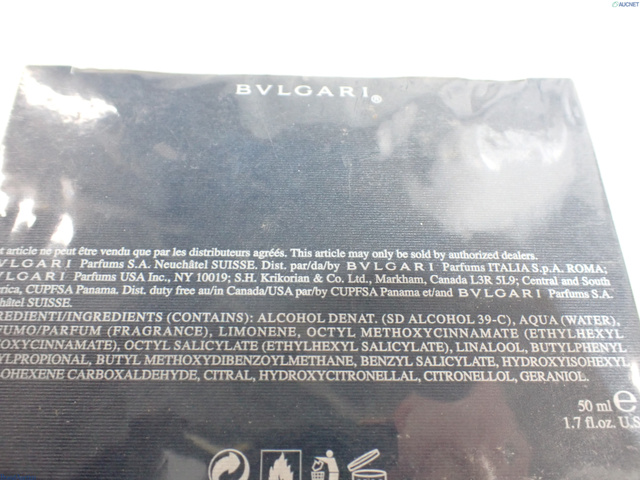 AUCNET
BVLGARI®
t article ne peut être vendu que par les distributeurs agréés. This article may only be sold by authorized dealers.
VLGARI Parfums S.A. Neuchâtel SUISSE. Dist. par/da/by BVLGARI Parfums ITALIA S.p.A. ROMA;
VLGARI Parfums USA Inc., NY 10019; S.H. Krikorian & Co. Ltd., Markham, Canada L3R 5L9; Central and South
erica, CUPFSA Panama. Dist. duty free au/in Canada/USA par/by CUPFSA Panama et/and BVLGARI Parfums S.A.
hâtel SUISSE.
REDIENTI/INGREDIENTS (CONTAINS): ALCOHOL DENAT. (SD ALCOHOL 39-C), AQUA (WATER),
FUMO/PARFUM (FRAGRANCE), LIMONENE, OCTYL METHOXYCINNAMATE (ETHYLHEXYL
OXYCINNAMATE), OCTYL SALICYLATE (ETHYLHEXYL SALICYLATE), LINALOOL, BUTYLPHENYL
YLPROPIONAL, BUTYL METHOXYDIBENZOYLMETHANE, BENZYL SALICYLATE, HYDROXYISOHEXYL
OHEXENE CARBOXALDEHYDE, CITRAL, HYDROXYCITRONELLAL, CITRONELLOL, GERANIOL.
50 ml e
1.7 fl.oz. U.S